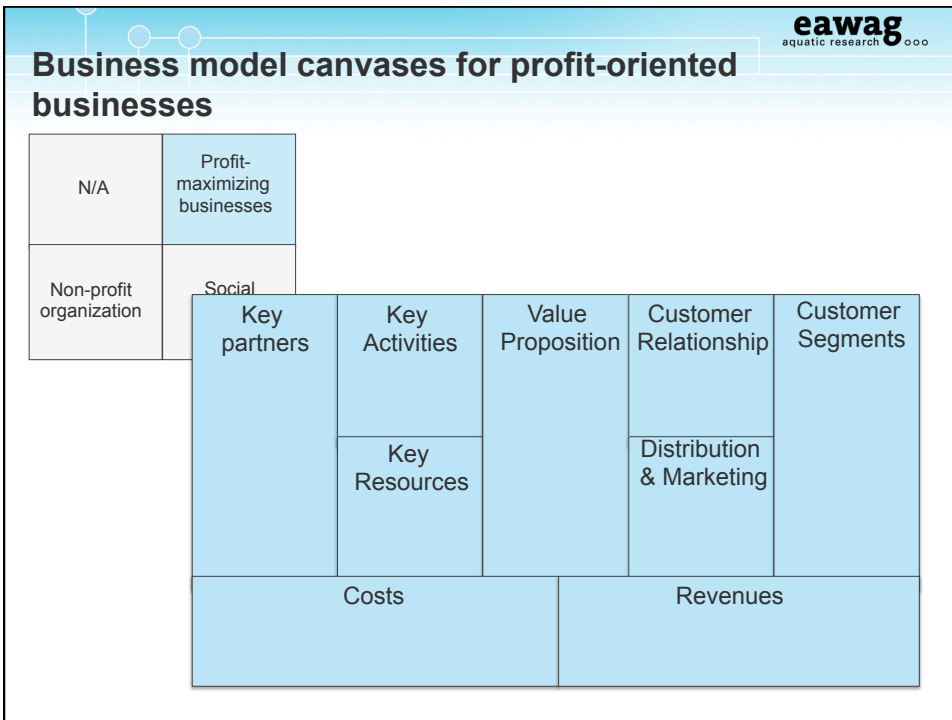 eawag
aquatic research
Business model canvases for profit-oriented
businesses
N/A
Profit-
maximizing
businesses
Non-profit
organization
Social
Key
partners
Key
Activities
Value
Proposition
Customer
Relationship
Customer
Segments
Key
Resources
Distribution
& Marketing
Costs
Revenues